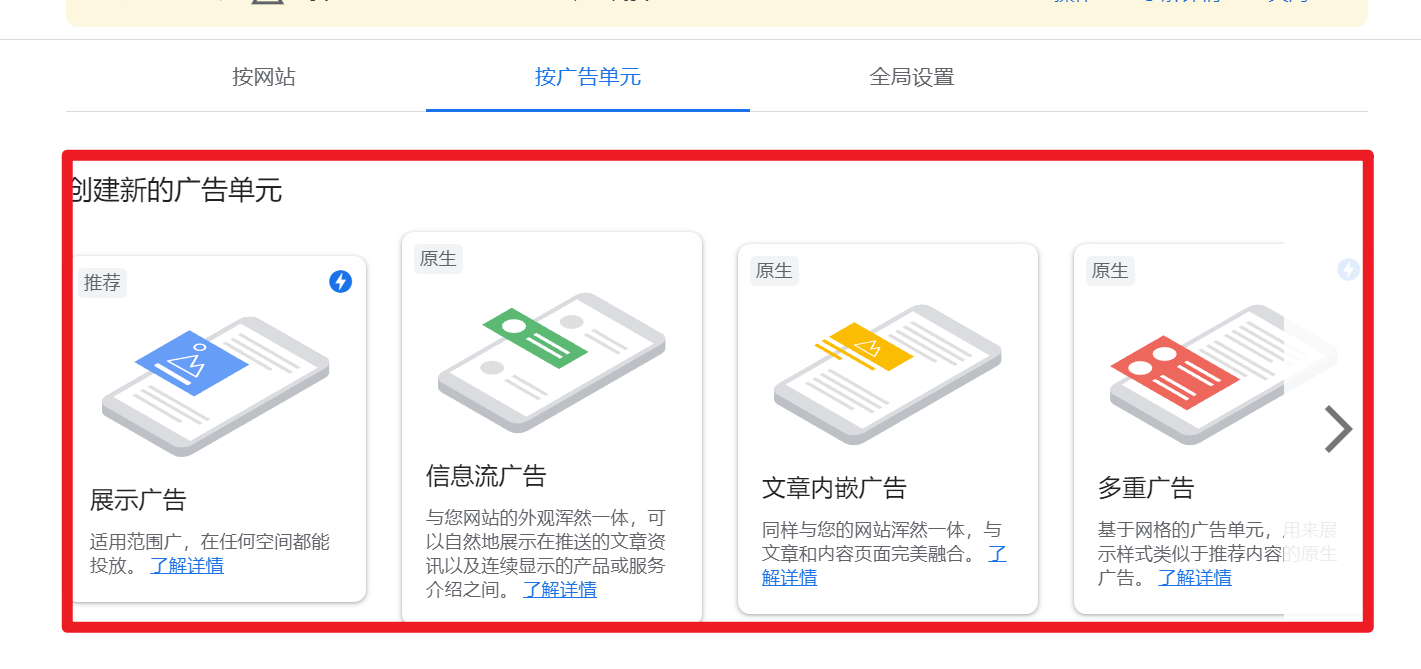 按网站
按广告单元
全局设置
创建新的广告单元
推荐
展示广告
适用范围广，在任何空间都能
投放。 了解详情
原生
信息流广告
与您网站的外观浑然一体，可
以自然地展示在推送的文章资
讯以及连续显示的产品或服务
介绍之间。 了解详情
原生
文章内嵌广告
同样与您的网站浑然一体，与
文章和内容页面完美融合。 了
解详情
原生
多重广告
基于网格的广告单元，用来展
示样式类似于推荐内容的原生
广告。 了解详情